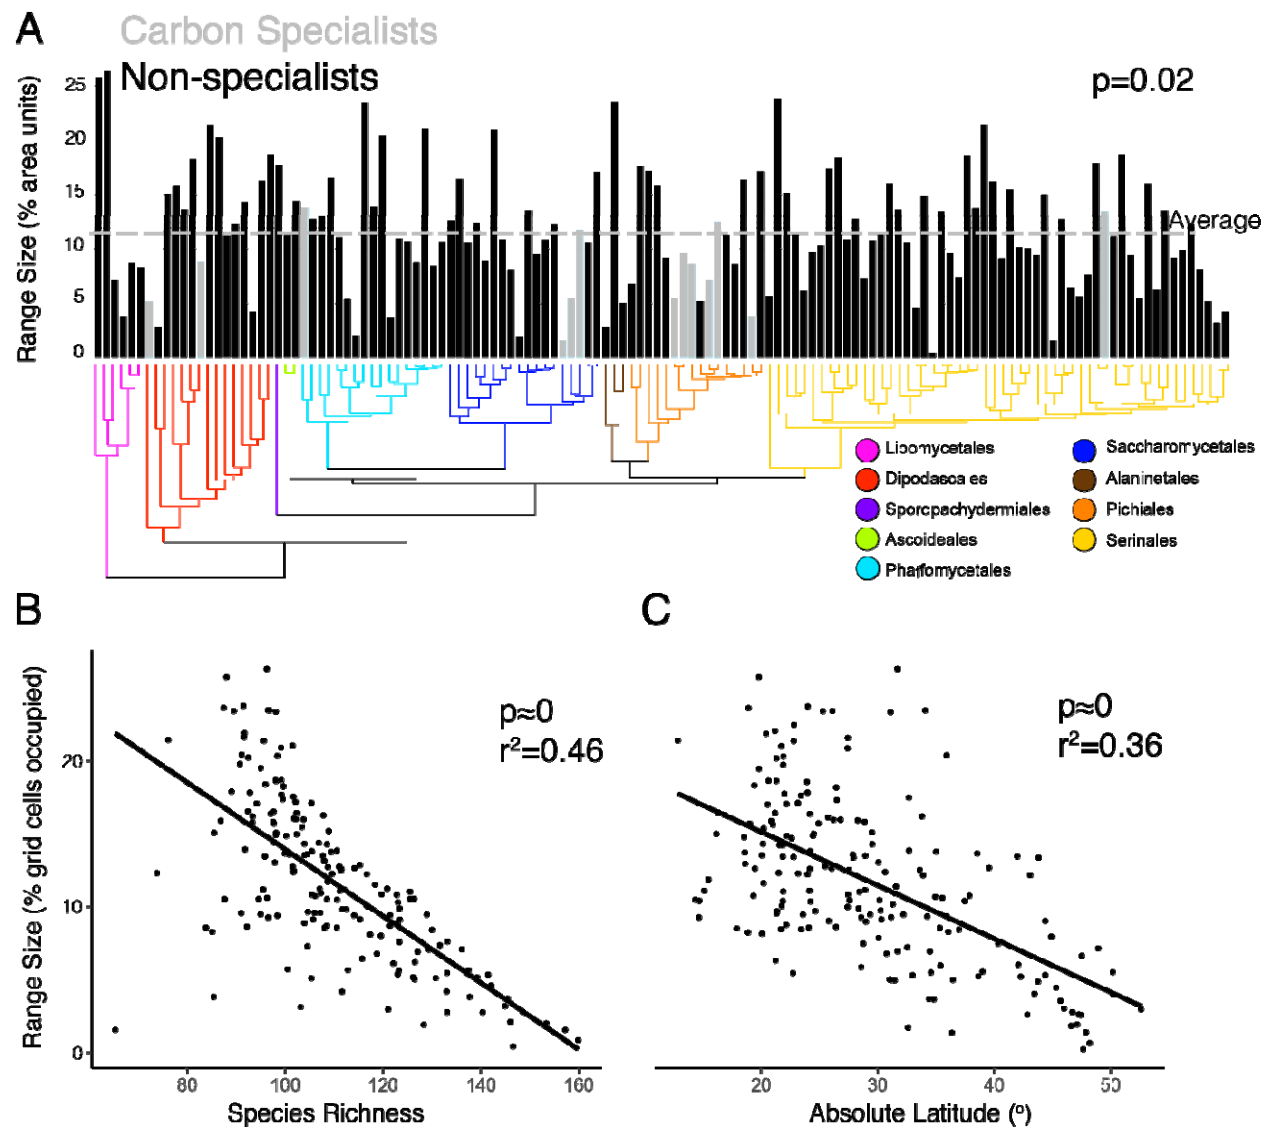 A
Carbon Specialists
Non-specialists
p=0.02
Range Size (% area units)
25
20
15
10
5
0
Average
Lipomycetales
Dipodasca es
Sporopachydermiales
Ascoideales
Phaffomycetales
Saccharomycetales
Alaninetales
Pichiales
Serinales
B
Range Size (% grid cells occupied)
20
10
0
p≈0
r²=0.46
80
100
120
140
160
Species Richness
C
p≈0
r²=0.36
20
30
40
50
Absolute Latitude (º)